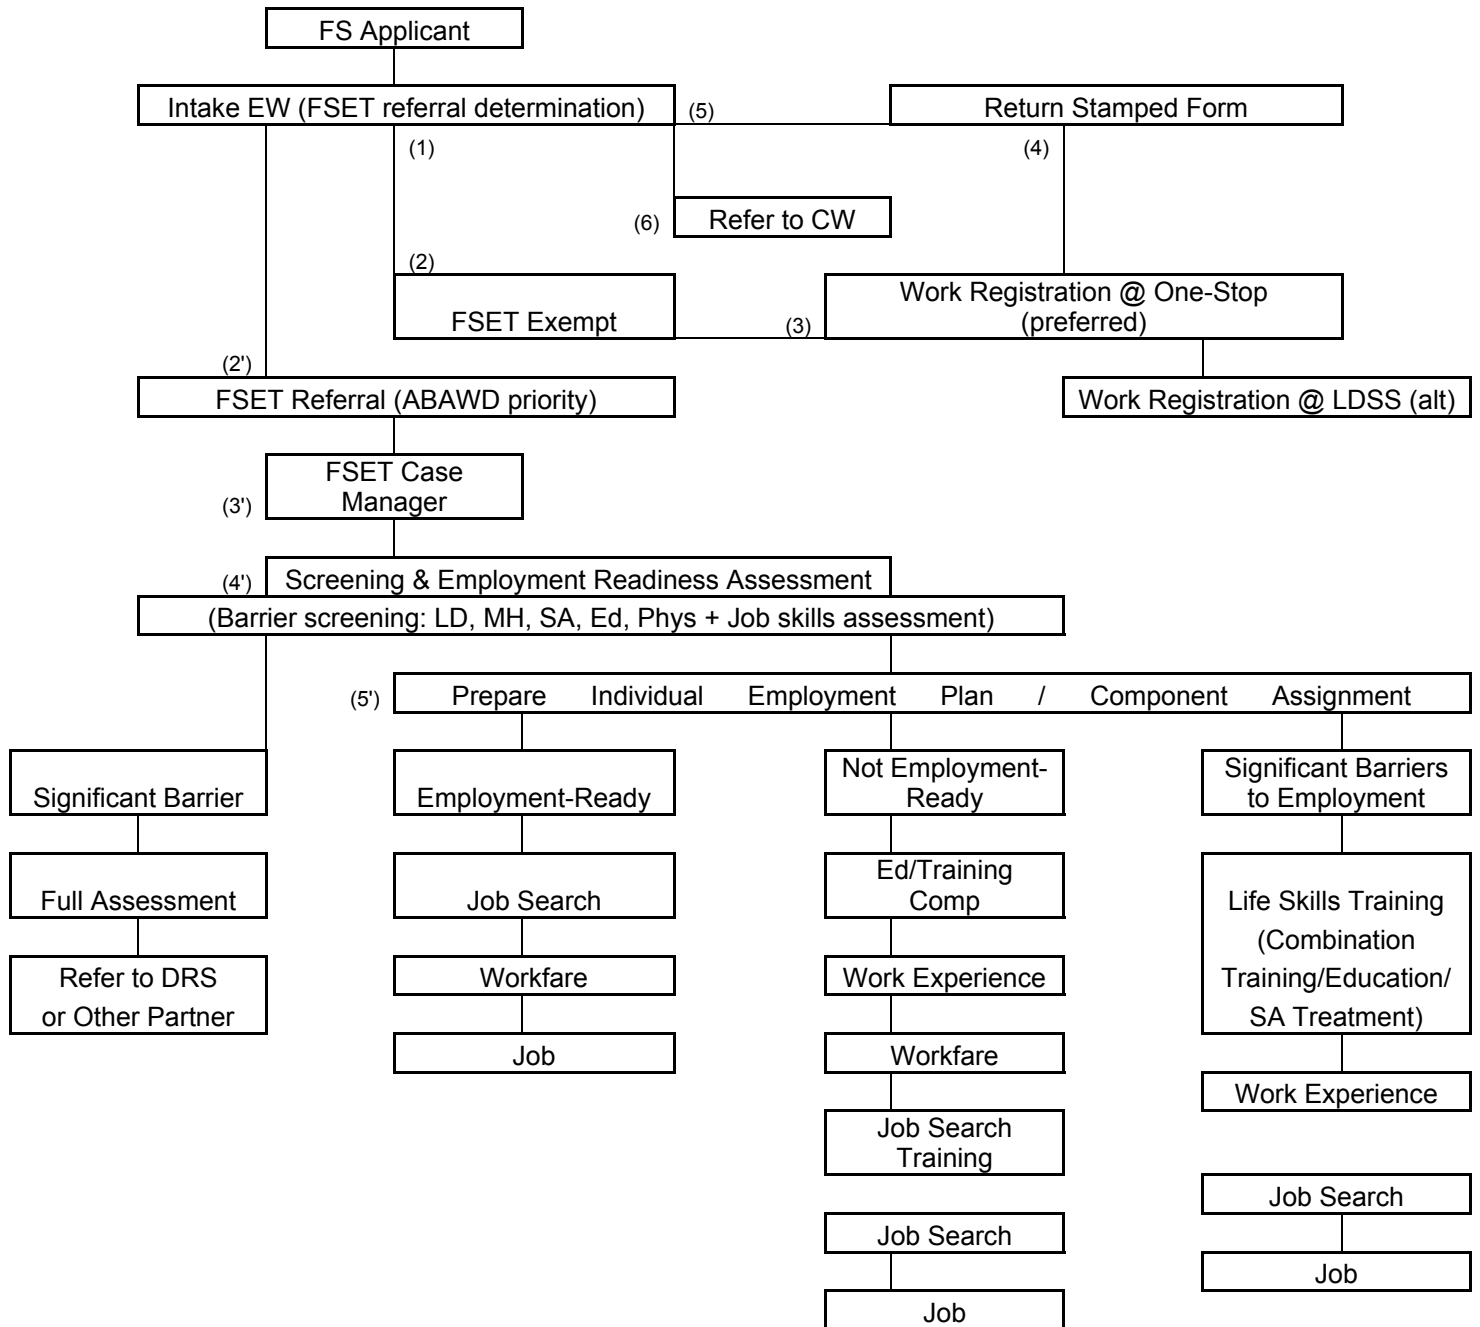 FS Applicant
Intake EW (FSET referral determination)
(5)
Return Stamped Form
(1)
(4)
(6)
Refer to CW
(2)
FSET Exempt
(3)
Work Registration @ One-Stop
(preferred)
(2')
FSET Referral (ABAWD priority)
Work Registration @ LDSS (alt)
(3')
FSET Case
Manager
(4')
Screening & Employment Readiness Assessment
(Barrier screening: LD, MH, SA, Ed, Phys + Job skills assessment)
(5')
Prepare Individual Employment Plan / Component Assignment
Significant Barrier
Full Assessment
Refer to DRS
or Other Partner
Employment-Ready
Job Search
Workfare
Job
Not Employment-
Ready
Ed/Training
Comp
Work Experience
Workfare
Job Search
Training
Job Search
Job
Significant Barriers
to Employment
Life Skills Training
(Combination
Training/Education/
SA Treatment)
Work Experience
Job Search
Job